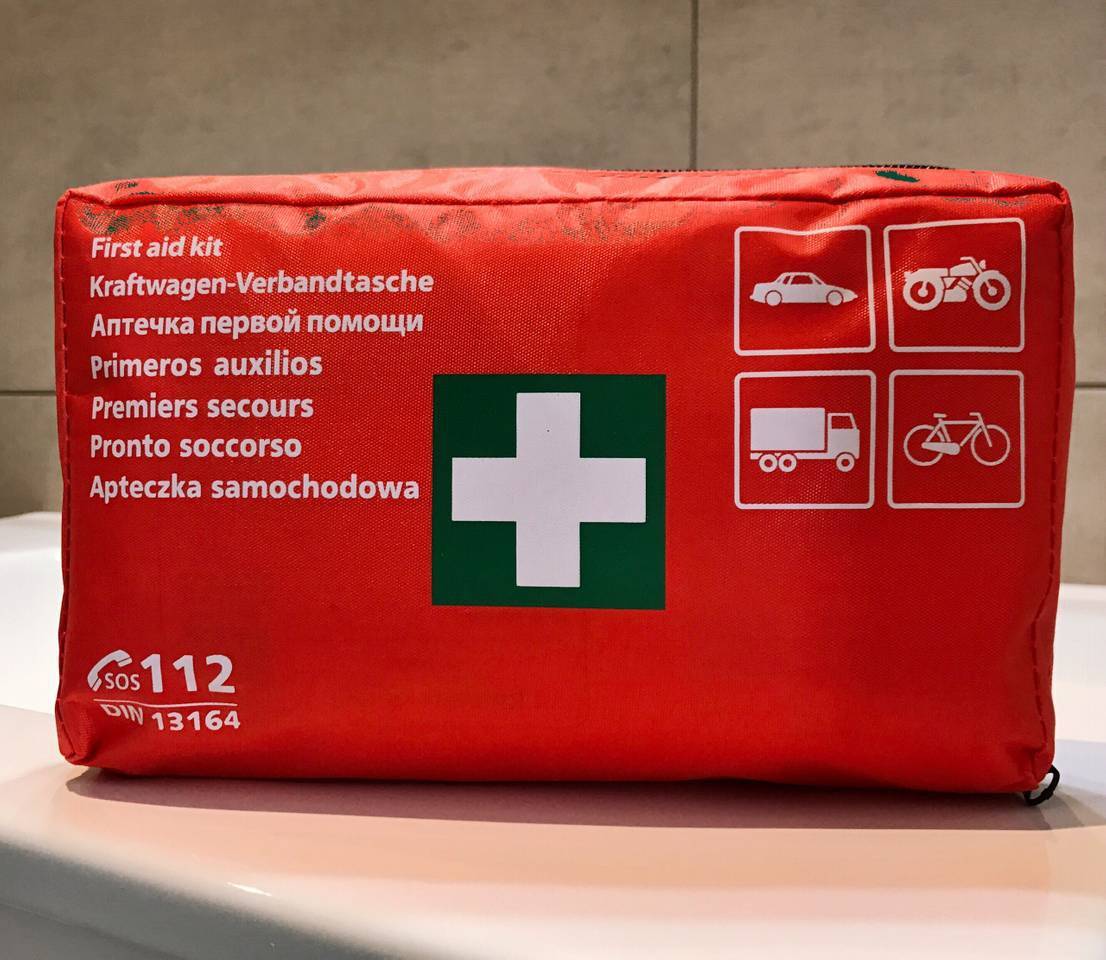 First aid kit
Kraftwagen-Verbandtasche
Аптечка первой помощи
Primeros auxilios
Premiers secours
Pronto soccorso
Apteczka samochodowa
SOS 112
DIN 13164